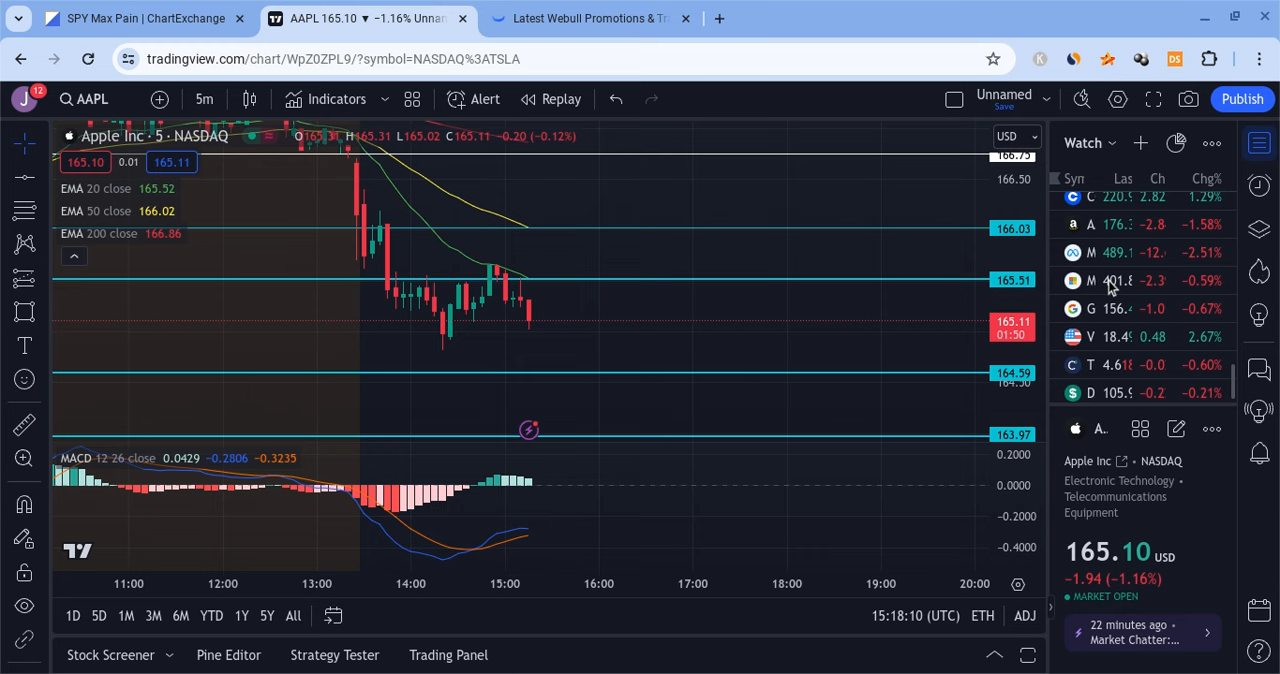 SPY Max Pain | ChartExchange
AAPL 165.10 ▼ −1.16% Unnan
Latest Webull Promotions & Tr
tradingview.com/chart/WpZ0ZPL9/?symbol=NASDAQ%3ATSLA
K
DS
J
12
AAPL
5m
Indicators
Alert
Replay
Unnamed
Save
Publish
Apple Inc · 5 · NASDAQ
O165.31 H165.31 L165.02 C165.11 −0.20 (−0.12%)
165.10
0.01
165.11
EMA 20 close 165.52
EMA 50 close 166.02
EMA 200 close 166.86
USD
166.75
166.50
166.03
165.51
165.11
01:50
164.59
164.50
163.97
MACD 12 26 close 0.0429 −0.2806 −0.3235
0.2000
0.0000
−0.2000
−0.4000
11:00
12:00
13:00
14:00
15:00
16:00
17:00
18:00
19:00
20:00
1D
5D
1M
3M
6M
YTD
1Y
5Y
All
15:18:10 (UTC)
ETH
ADJ
Stock Screener
Pine Editor
Strategy Tester
Trading Panel
Watch
Sym Las Ch Chg%
C 220.9 2.82 1.29%
A 176.3 −2.8 −1.58%
M 489.1 −12. −2.51%
M 401.8 −2.3 −0.59%
G 156.4 −1.0 −0.67%
V 18.49 0.48 2.67%
T 4.618 −0.0 −0.60%
D 105.9 −0.2 −0.21%
A..
Apple Inc · NASDAQ
Electronic Technology •
Telecommunications
Equipment
165.10 USD
−1.94 (−1.16%)
MARKET OPEN
22 minutes ago •
Market Chatter:...